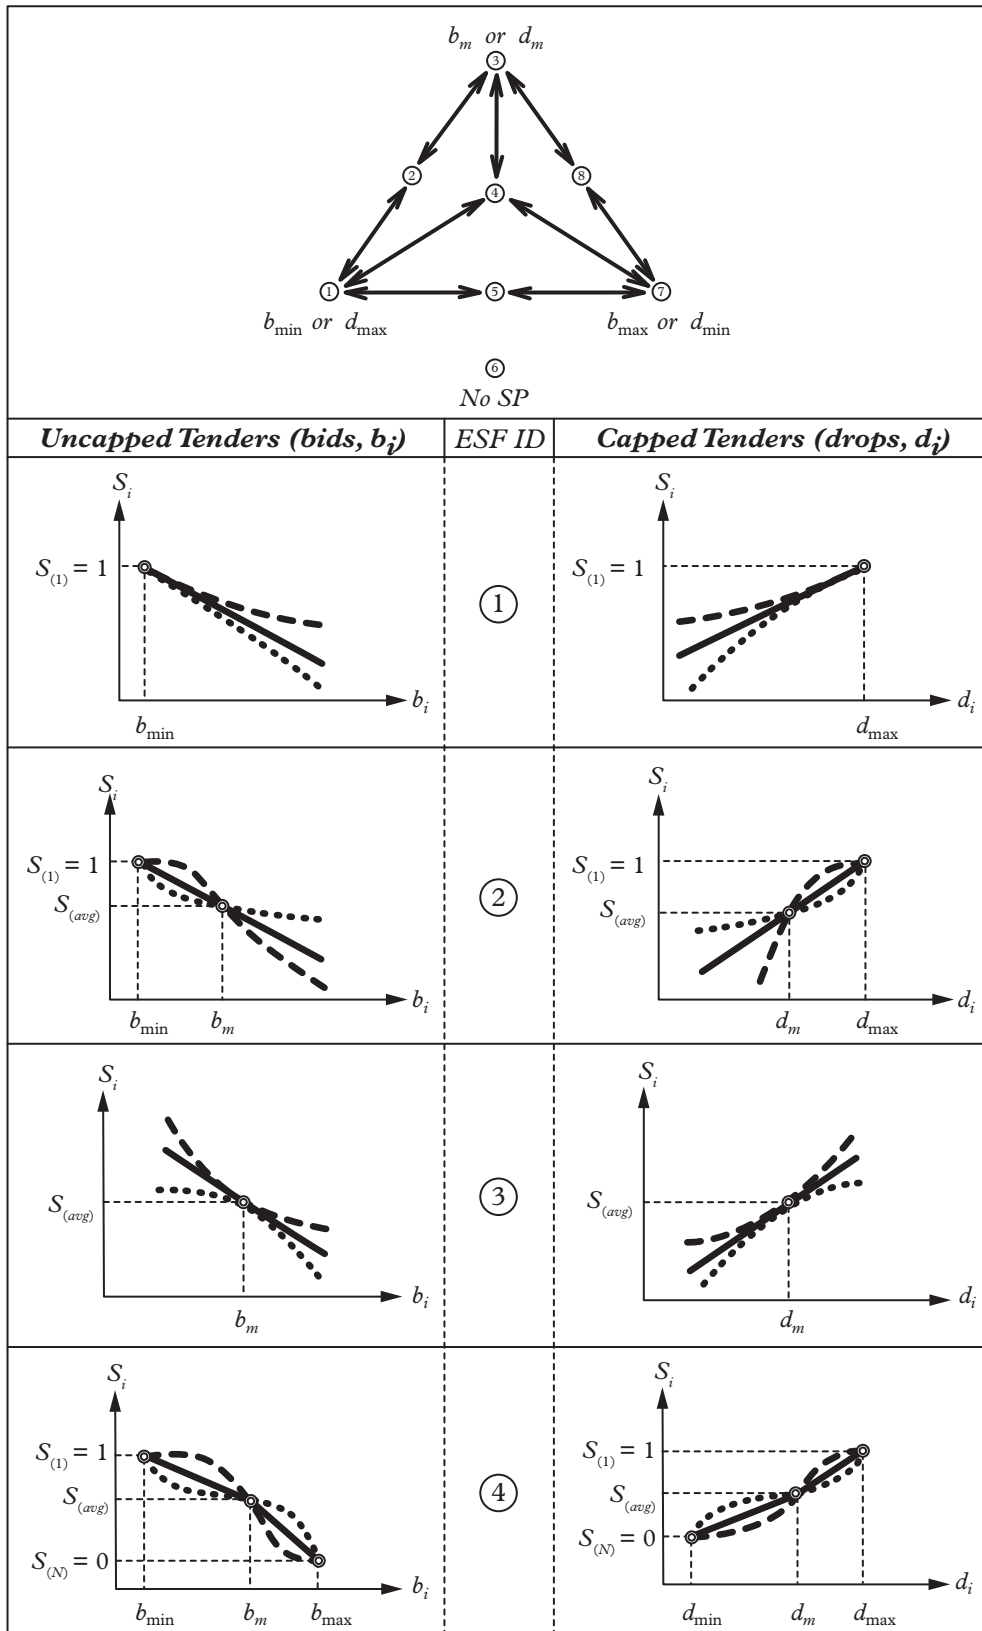 b_m or d_m
③
② ⑧
④
① ⑤ ⑦
b_min or d_max b_max or d_min
⑥
No SP
Uncapped Tenders (bids, b_i) ESF ID Capped Tenders (drops, d_i)
S_i S_i
S_(1) = 1 ① S_(1) = 1
b_i d_i
b_min d_max
S_i S_i
S_(1) = 1 S_(1) = 1
② 
S_(avg) S_(avg)
b_i d_i
b_min b_m d_m d_max
S_i S_i
S_(avg) ③ S_(avg)
b_i d_i
b_m d_m
S_i S_i
S_(1) = 1 S_(1) = 1
S_(avg) ④ S_(avg)
S_(N) = 0 S_(N) = 0
b_i d_i
b_min b_m b_max d_min d_m d_max